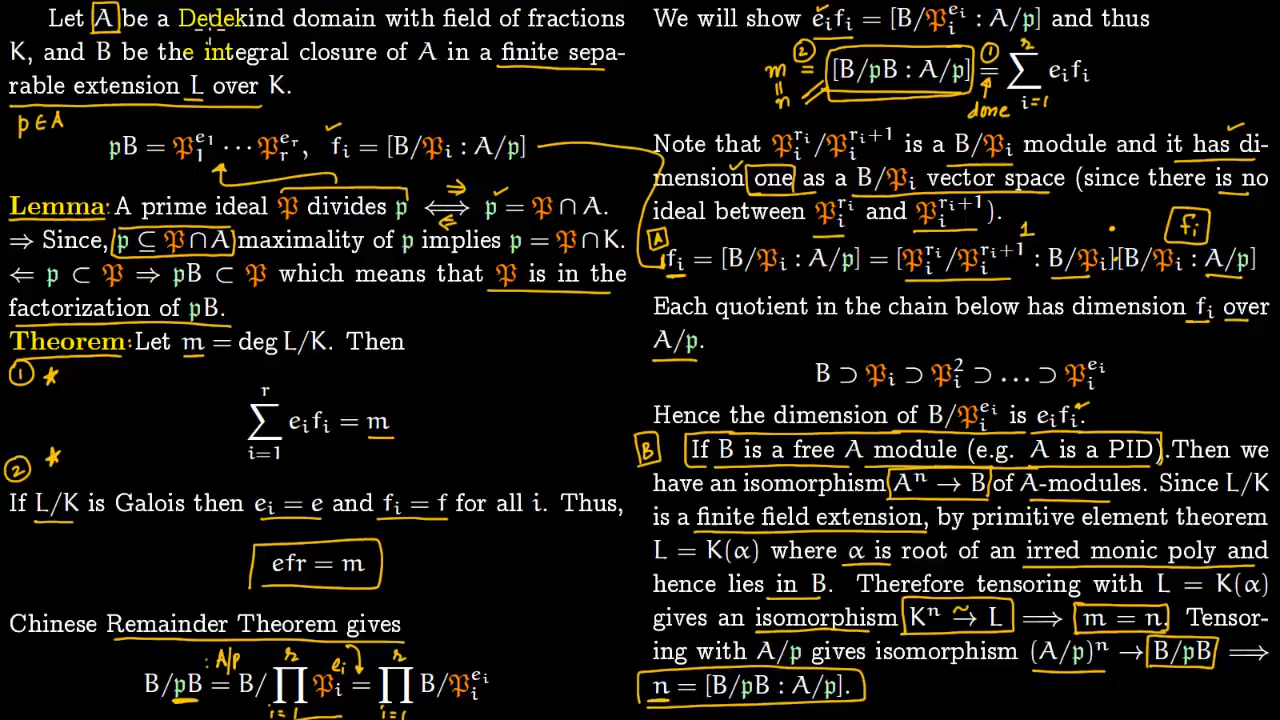 Let A be a Dedekind domain with field of fractions
K, and B be the integral closure of A in a finite sepa-
rable extension L over K.
p ∈ A
pB = 𝔓₁^{e₁} ⋯ 𝔓ᵣ^{eᵣ}, fᵢ = [B/𝔓ᵢ : A/p]
Lemma: A prime ideal 𝔓 divides p ⟺ p = 𝔓 ∩ A.
⇒ Since, p ⊆ 𝔓 ∩ A maximality of p implies p = 𝔓 ∩ K.
⇐ p ⊂ 𝔓 ⇒ pB ⊂ 𝔓 which means that 𝔓 is in the
factorization of pB.
Theorem: Let m = deg L/K. Then
① *
∑_{i=1}^{r} eᵢfᵢ = m
② *
If L/K is Galois then eᵢ = e and fᵢ = f for all i. Thus,
efr = m
Chinese Remainder Theorem gives
: A/p
B/pB = B/∏_{i=1}^{r} 𝔓ᵢ^{eᵢ} = ∏_{i=1}^{r} B/𝔓ᵢ^{eᵢ}
We will show eᵢfᵢ = [B/𝔓ᵢ^{eᵢ} : A/p] and thus
m =② [B/pB : A/p] =① ∑_{i=1}^{r} eᵢfᵢ
n
done
Note that 𝔓ᵢ^{rᵢ}/𝔓ᵢ^{rᵢ+1} is a B/𝔓ᵢ module and it has di-
mension one as a B/𝔓ᵢ vector space (since there is no
ideal between 𝔓ᵢ^{rᵢ} and 𝔓ᵢ^{rᵢ+1}).
A
1
fᵢ
fᵢ = [B/𝔓ᵢ : A/p] = [𝔓ᵢ^{rᵢ}/𝔓ᵢ^{rᵢ+1} : B/𝔓ᵢ][B/𝔓ᵢ : A/p]
Each quotient in the chain below has dimension fᵢ over
A/p.
B ⊃ 𝔓ᵢ ⊃ 𝔓ᵢ² ⊃ … ⊃ 𝔓ᵢ^{eᵢ}
Hence the dimension of B/𝔓ᵢ^{eᵢ} is eᵢfᵢ.
B If B is a free A module (e.g. A is a PID).Then we
have an isomorphism Aⁿ → B of A-modules. Since L/K
is a finite field extension, by primitive element theorem
L = K(α) where α is root of an irred monic poly and
hence lies in B. Therefore tensoring with L = K(α)
gives an isomorphism Kⁿ →~ L ⟹ m = n. Tensor-
ing with A/p gives isomorphism (A/p)ⁿ → B/pB ⟹
n = [B/pB : A/p].